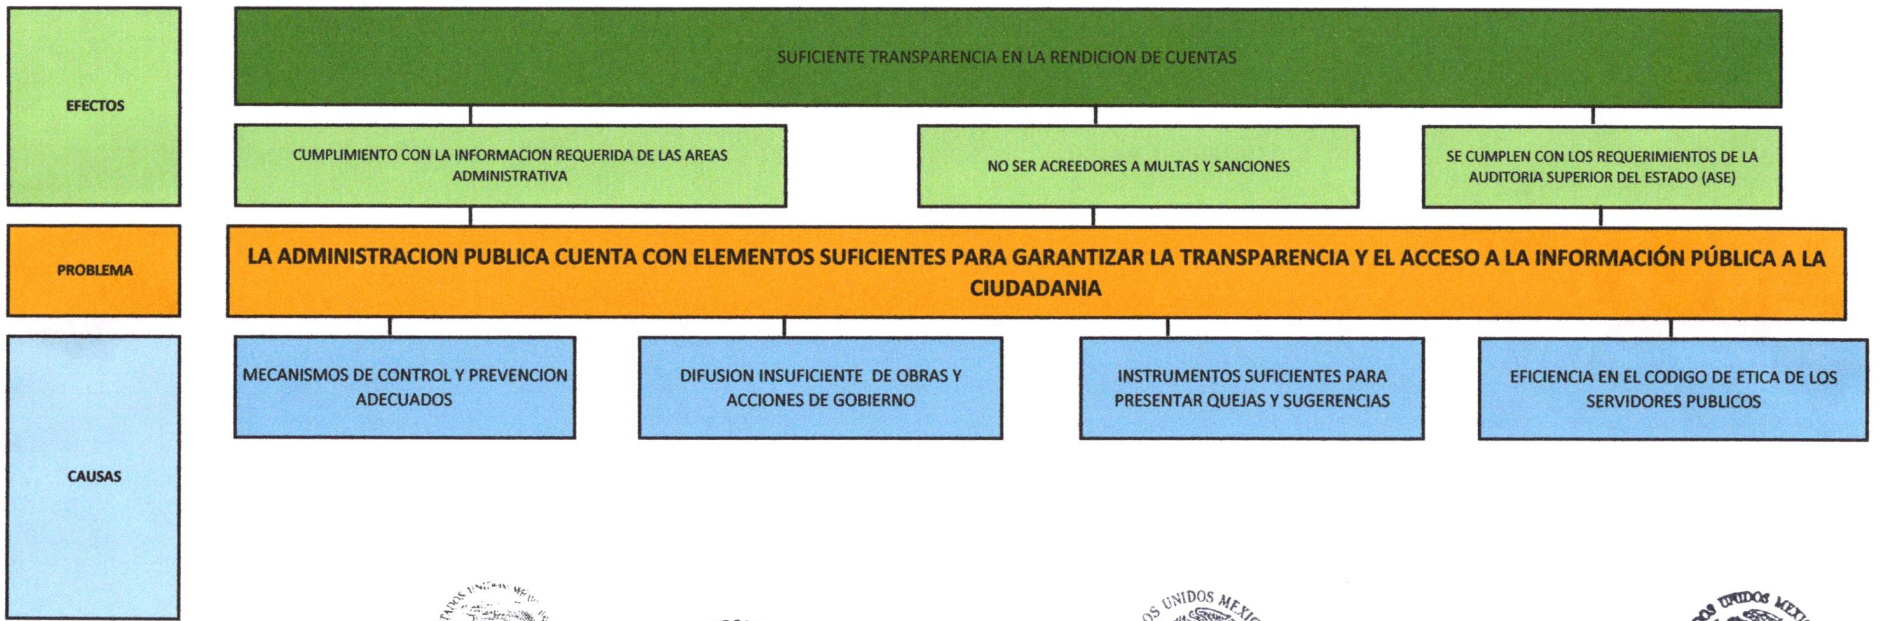 EFECTOS
SUFICIENTE TRANSPARENCIA EN LA RENDICION DE CUENTAS
CUMPLIMIENTO CON LA INFORMACION REQUERIDA DE LAS AREAS
ADMINISTRATIVA
NO SER ACREEDORES A MULTAS Y SANCIONES
SE CUMPLEN CON LOS REQUERIMIENTOS DE LA
AUDITORIA SUPERIOR DEL ESTADO (ASE)
PROBLEMA
LA ADMINISTRACION PUBLICA CUENTA CON ELEMENTOS SUFICIENTES PARA GARANTIZAR LA TRANSPARENCIA Y EL ACCESO A LA INFORMACIÓN PÚBLICA A LA
CIUDADANIA
CAUSAS
MECANISMOS DE CONTROL Y PREVENCION
ADECUADOS
DIFUSION INSUFICIENTE DE OBRAS Y
ACCIONES DE GOBIERNO
INSTRUMENTOS SUFICIENTES PARA
PRESENTAR QUEJAS Y SUGERENCIAS
EFICIENCIA EN EL CODIGO DE ETICA DE LOS
SERVIDORES PUBLICOS
UNIDOS
UNIDOS
UNIDOS